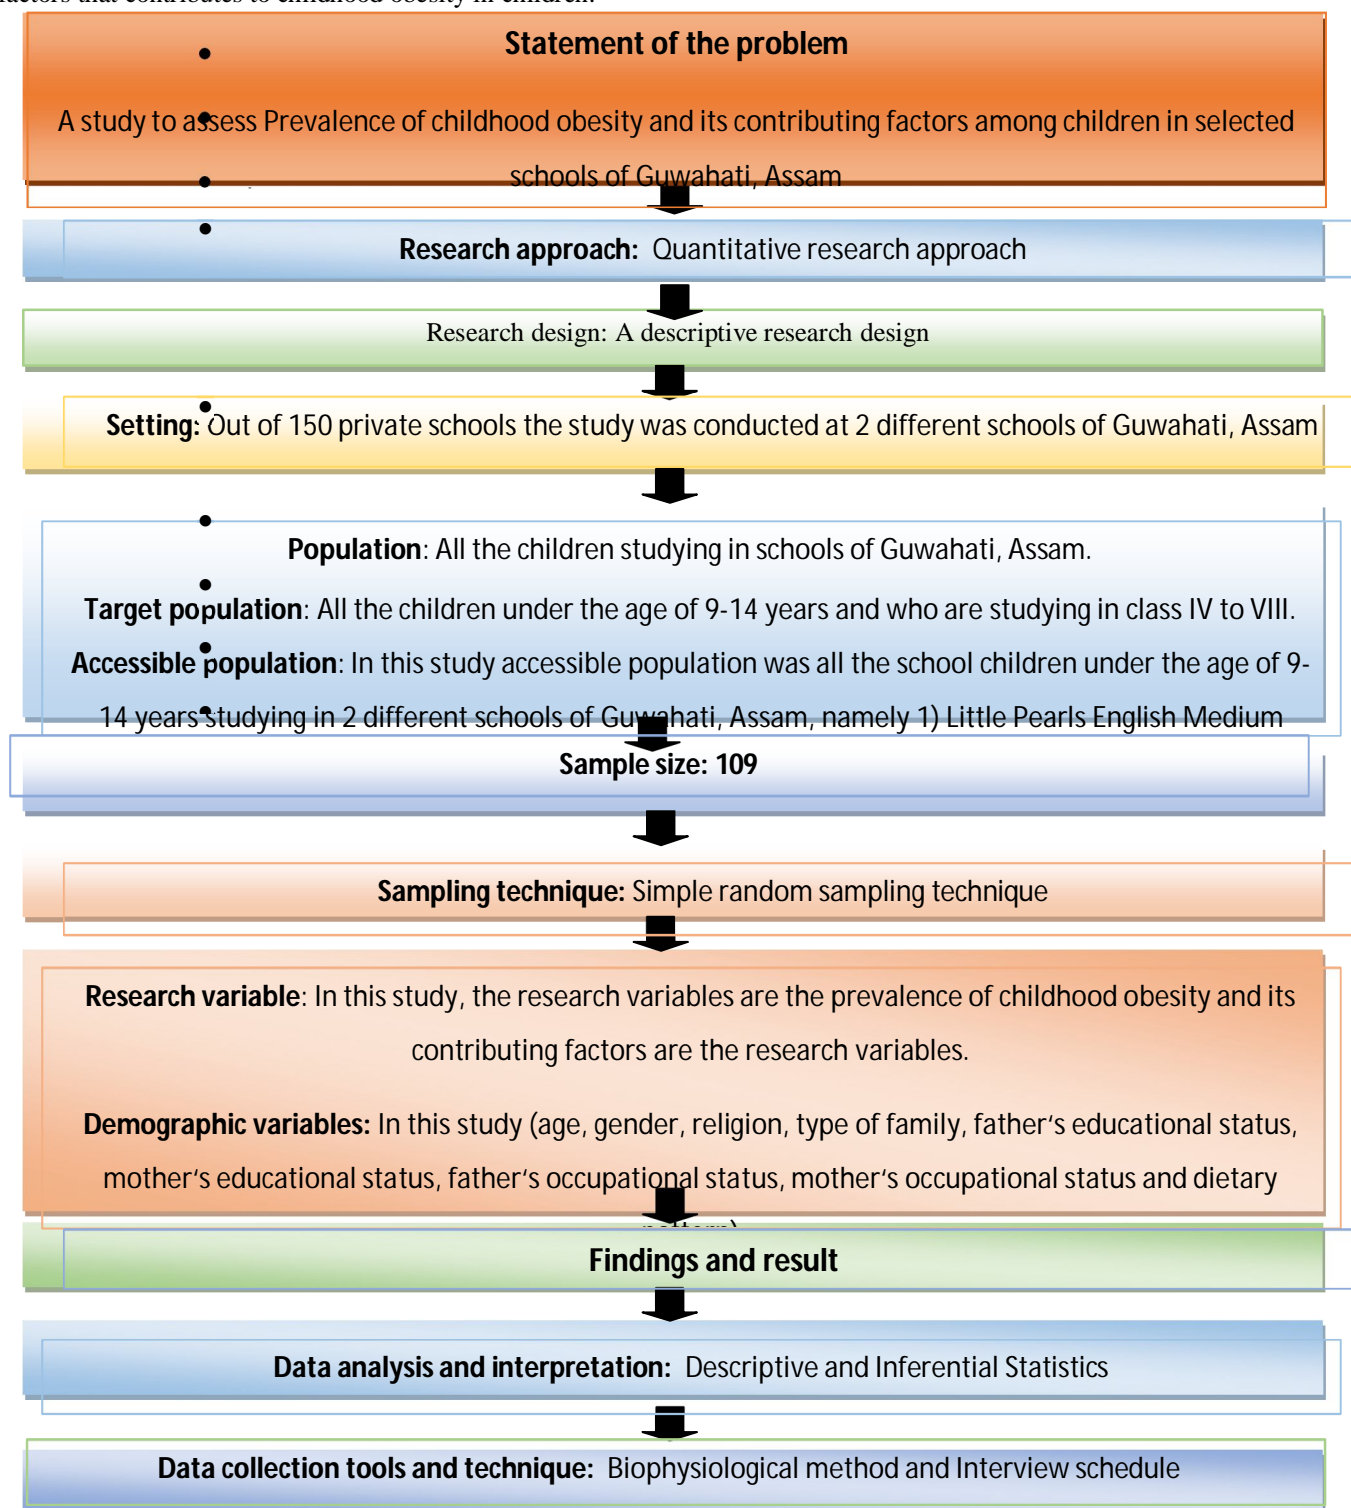 factors that contributes to childhood obesity in children.
Statement of the problem
A study to assess Prevalence of childhood obesity and its contributing factors among children in selected
schools of Guwahati, Assam
Research approach: Quantitative research approach
Research design: A descriptive research design
Setting: Out of 150 private schools the study was conducted at 2 different schools of Guwahati, Assam
Population: All the children studying in schools of Guwahati, Assam.
Target population: All the children under the age of 9-14 years and who are studying in class IV to VIII.
Accessible population: In this study accessible population was all the school children under the age of 9-
14 years studying in 2 different schools of Guwahati, Assam, namely 1) Little Pearls English Medium
Sample size: 109
Sampling technique: Simple random sampling technique
Research variable: In this study, the research variables are the prevalence of childhood obesity and its
contributing factors are the research variables.
Demographic variables: In this study (age, gender, religion, type of family, father’s educational status,
mother’s educational status, father’s occupational status, mother’s occupational status and dietary
Findings and result
Data analysis and interpretation: Descriptive and Inferential Statistics
Data collection tools and technique: Biophysiological method and Interview schedule